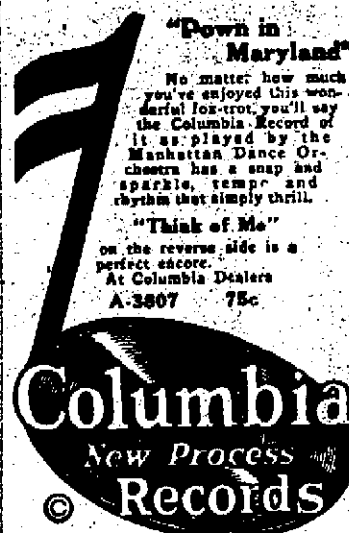 "Down in
Maryland"
No matter how much
you've enjoyed this won-
derful fox-trot, you'll say
the Columbia Record of
it as played by the
Manhattan Dance Or-
chestra has a snap and
sparkle, tempo and
rhythm that simply thrill.
"Think of Me"
on the reverse side is a
perfect encore.
At Columbia Dealers
A-3807 75c
Columbia
New Process
Records
©